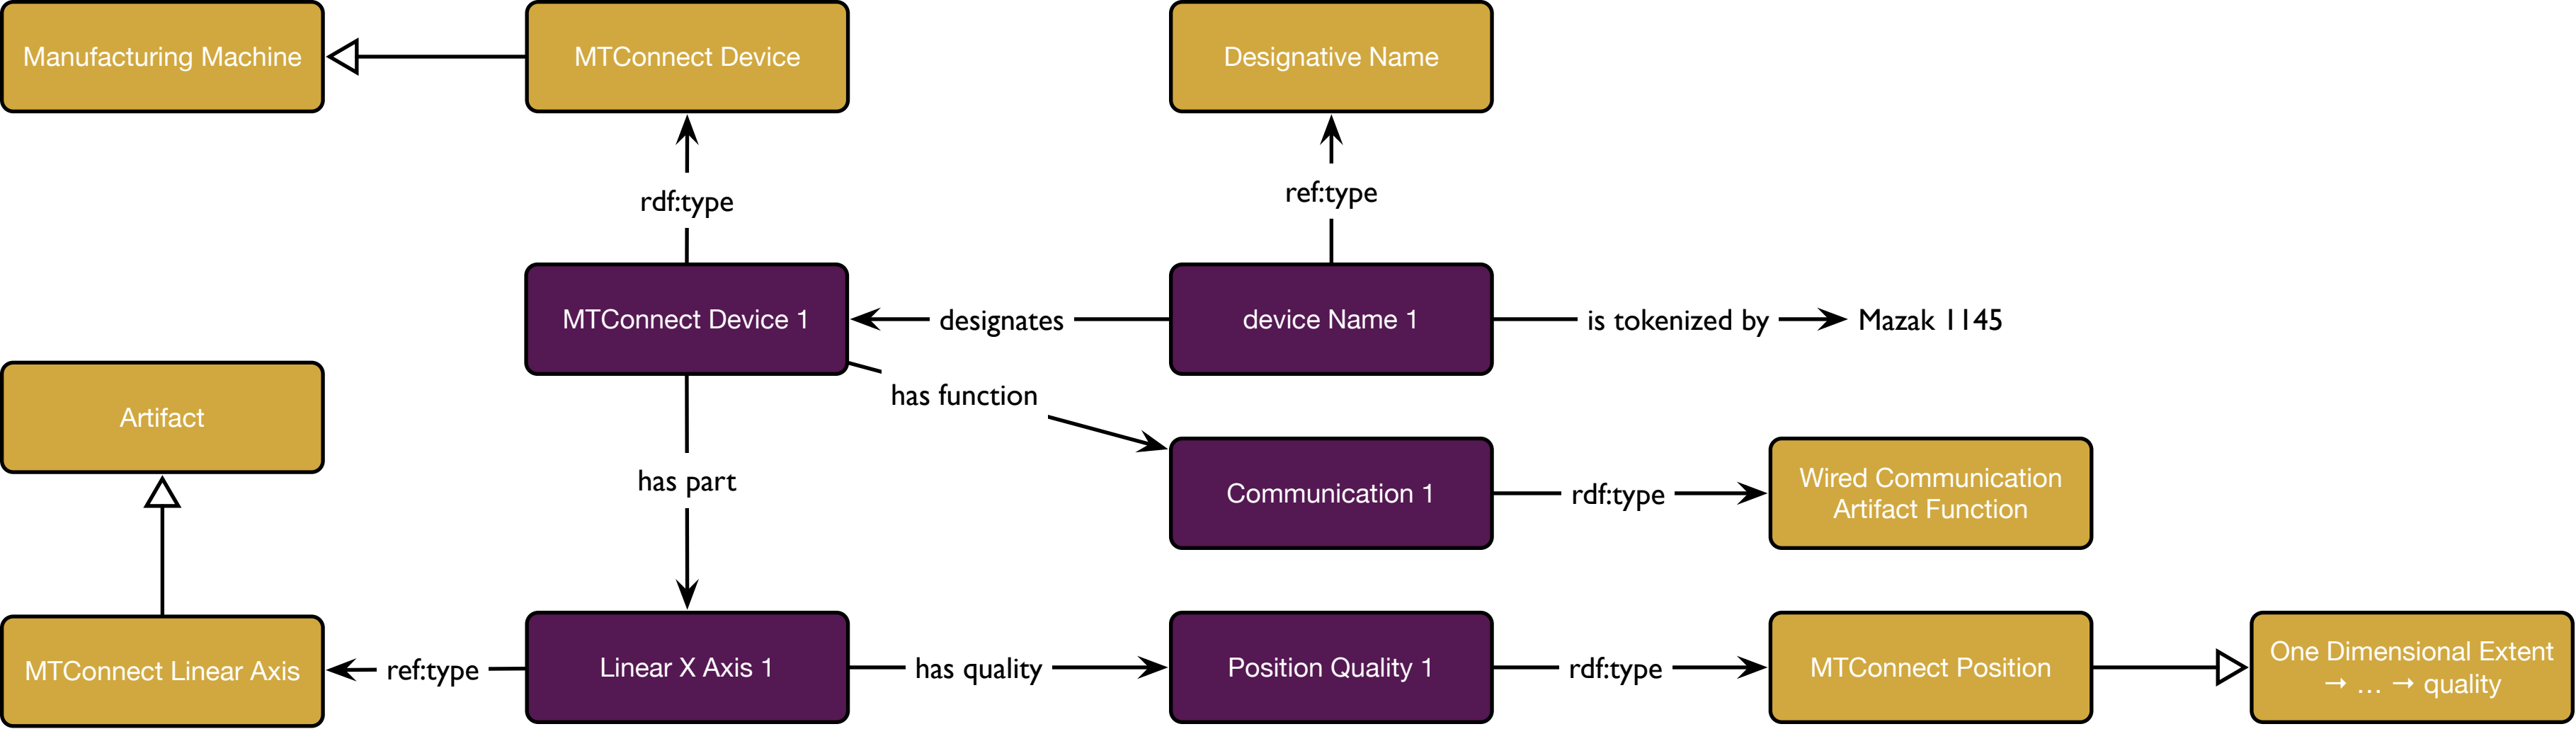 Manufacturing Machine
MTConnect Device
Designative Name
rdf:type
ref:type
MTConnect Device 1
designates
device Name 1
is tokenized by
Mazak 1145
has function
Artifact
has part
Communication 1
rdf:type
Wired Communication
Artifact Function
MTConnect Linear Axis
ref:type
Linear X Axis 1
has quality
Position Quality 1
rdf:type
MTConnect Position
One Dimensional Extent
→ ... → quality